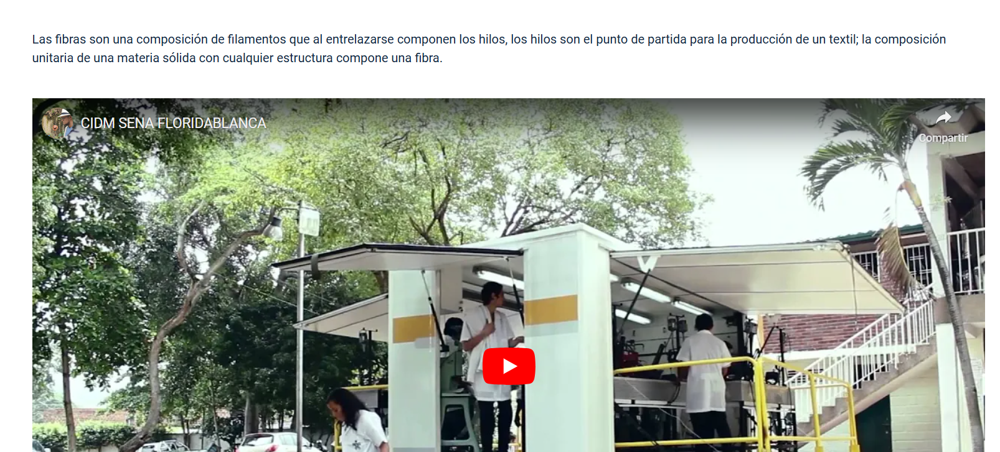 Las fibras son una composición de filamentos que al entrelazarse componen los hilos, los hilos son el punto de partida para la producción de un textil; la composición
unitaria de una materia sólida con cualquier estructura compone una fibra.
CIDM SENA FLORIDABLANCA
Compartir